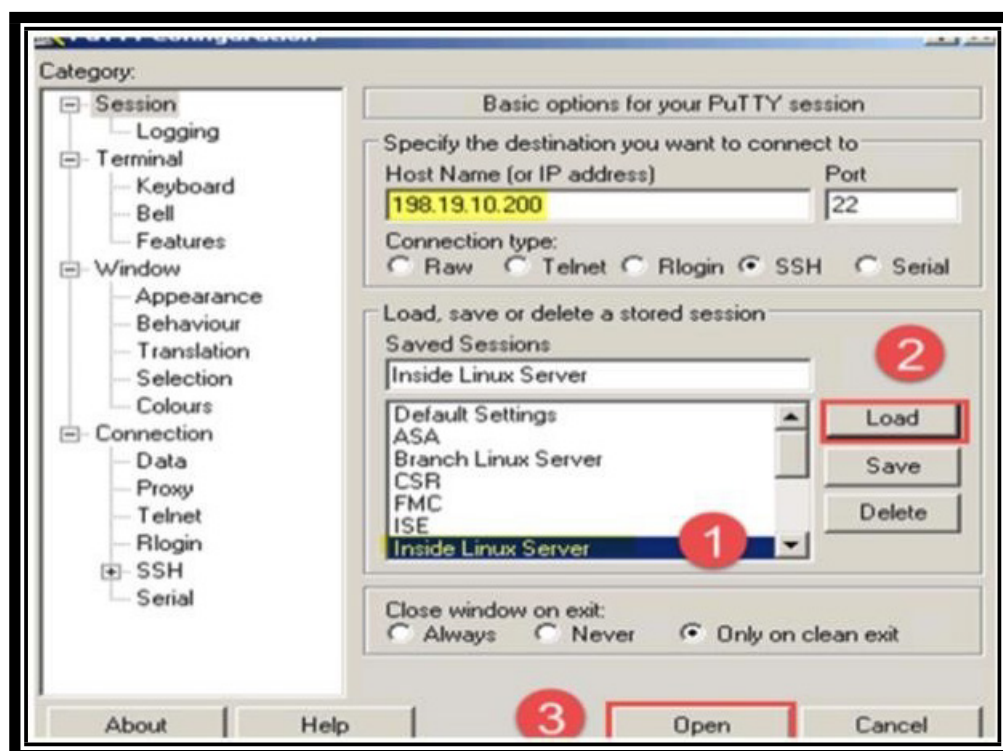 PuTTY Configuration
Category:
Session
Logging
Terminal
Keyboard
Bell
Features
Window
Appearance
Behaviour
Translation
Selection
Colours
Connection
Data
Proxy
Telnet
Rlogin
SSH
Serial
Basic options for your PuTTY session
Specify the destination you want to connect to
Host Name (or IP address) Port
198.19.10.200 22
Connection type:
Raw Telnet Rlogin SSH Serial
Load, save or delete a stored session
Saved Sessions
Inside Linux Server
2
Default Settings
ASA
Branch Linux Server
CSR
FMC
ISE
Inside Linux Server
1
Load
Save
Delete
Close window on exit:
Always Never Only on clean exit
About Help 3 Open Cancel